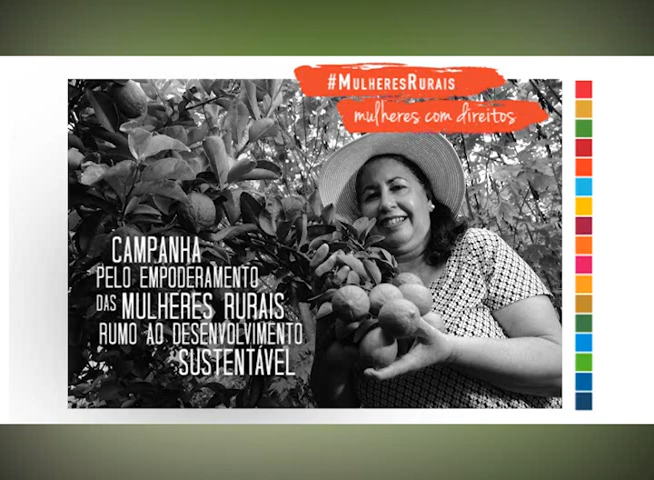 #MULHERESRURAIS
mulheres com direitos
CAMPANHA
PELO EMPODERAMENTO
DAS MULHERES RURAIS
RUMO AO DESENVOLVIMENTO
SUSTENTÁVEL